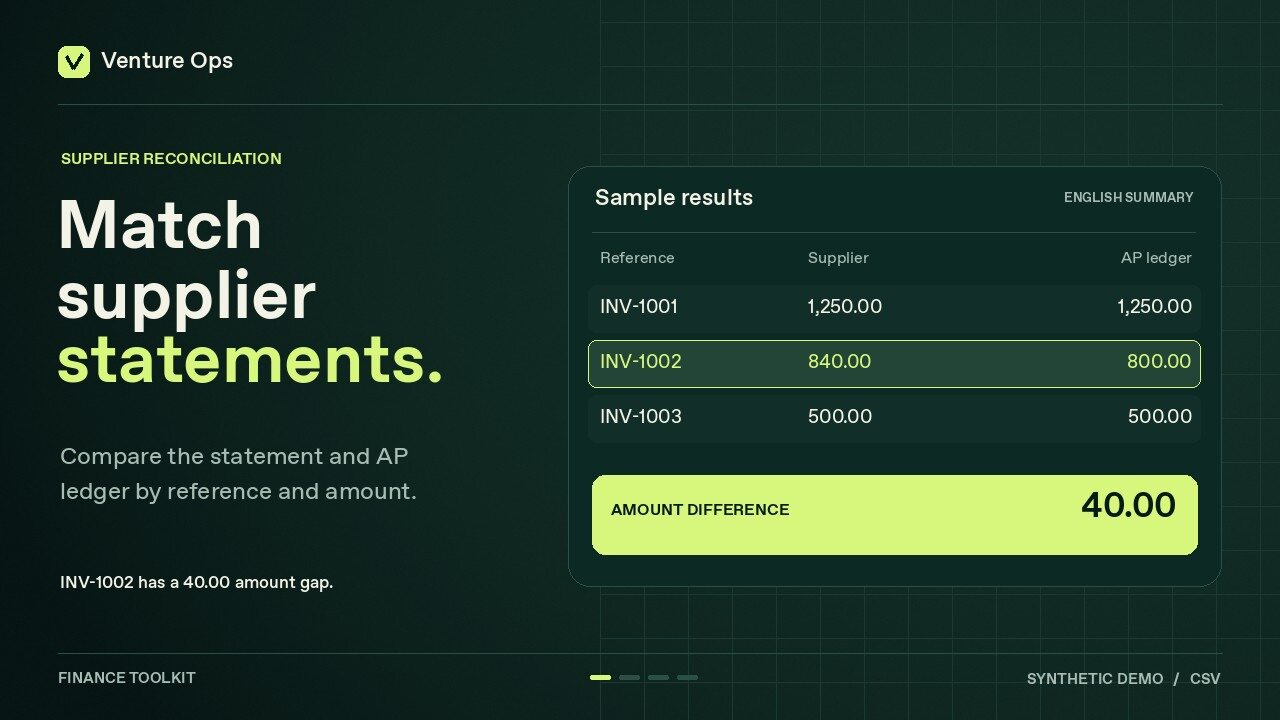 Venture Ops
SUPPLIER RECONCILIATION
Match
supplier
statements.
Compare the statement and AP
ledger by reference and amount.
INV-1002 has a 40.00 amount gap.
Sample results
ENGLISH SUMMARY
Reference Supplier AP ledger
INV-1001 1,250.00 1,250.00
INV-1002 840.00 800.00
INV-1003 500.00 500.00
AMOUNT DIFFERENCE 40.00
FINANCE TOOLKIT
SYNTHETIC DEMO / CSV